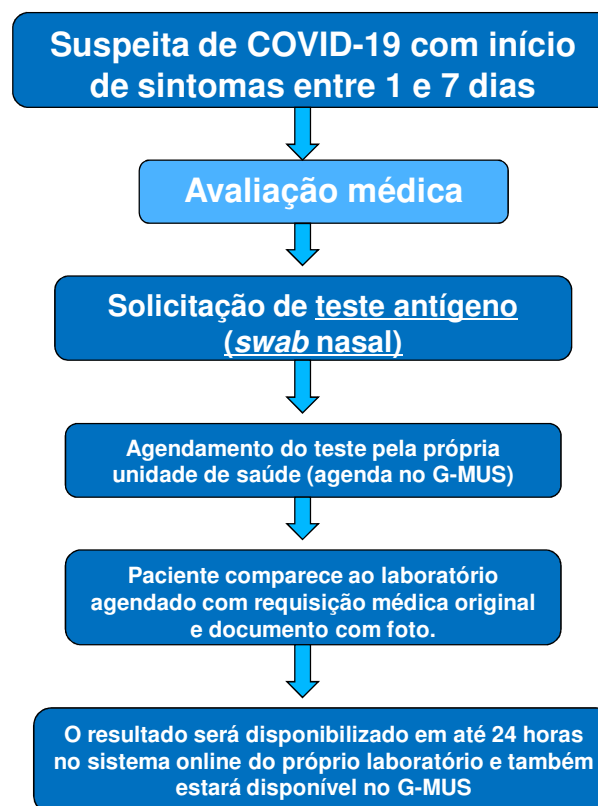 Suspeita de COVID-19 com início
de sintomas entre 1 e 7 dias
Avaliação médica
Solicitação de teste antígeno
(swab nasal)
Agendamento do teste pela própria
unidade de saúde (agenda no G-MUS)
Paciente comparece ao laboratório
agendado com requisição médica original
e documento com foto.
O resultado será disponibilizado em até 24 horas
no sistema online do próprio laboratório e também
estará disponível no G-MUS